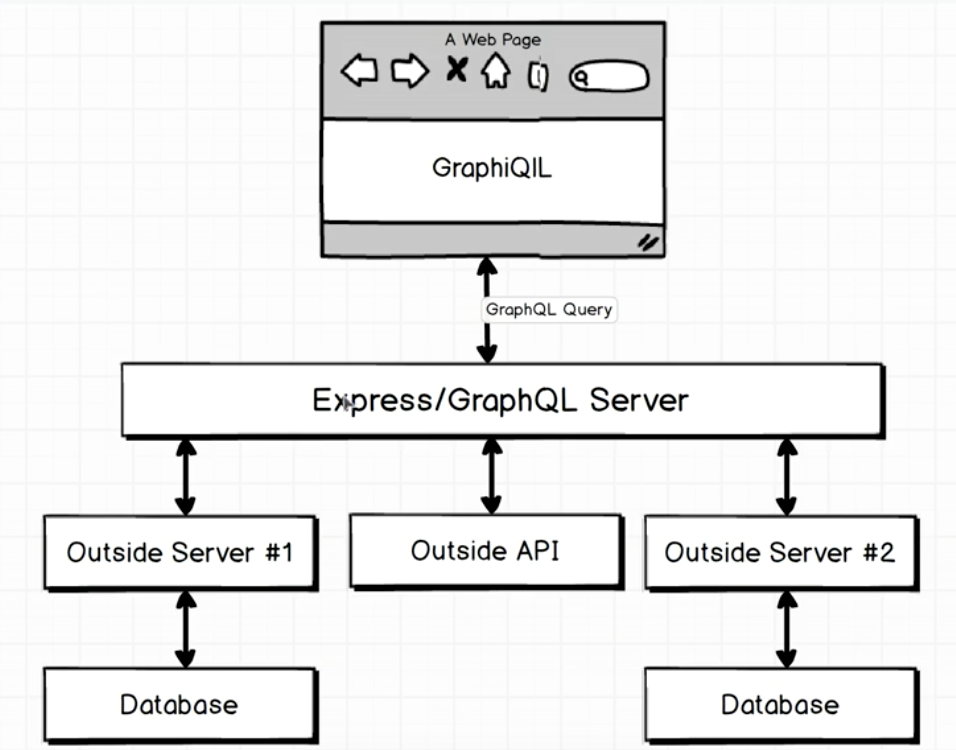 A Web Page
GraphiQIL
GraphQL Query
Express/GraphQL Server
Outside Server #1
Outside API
Outside Server #2
Database
Database